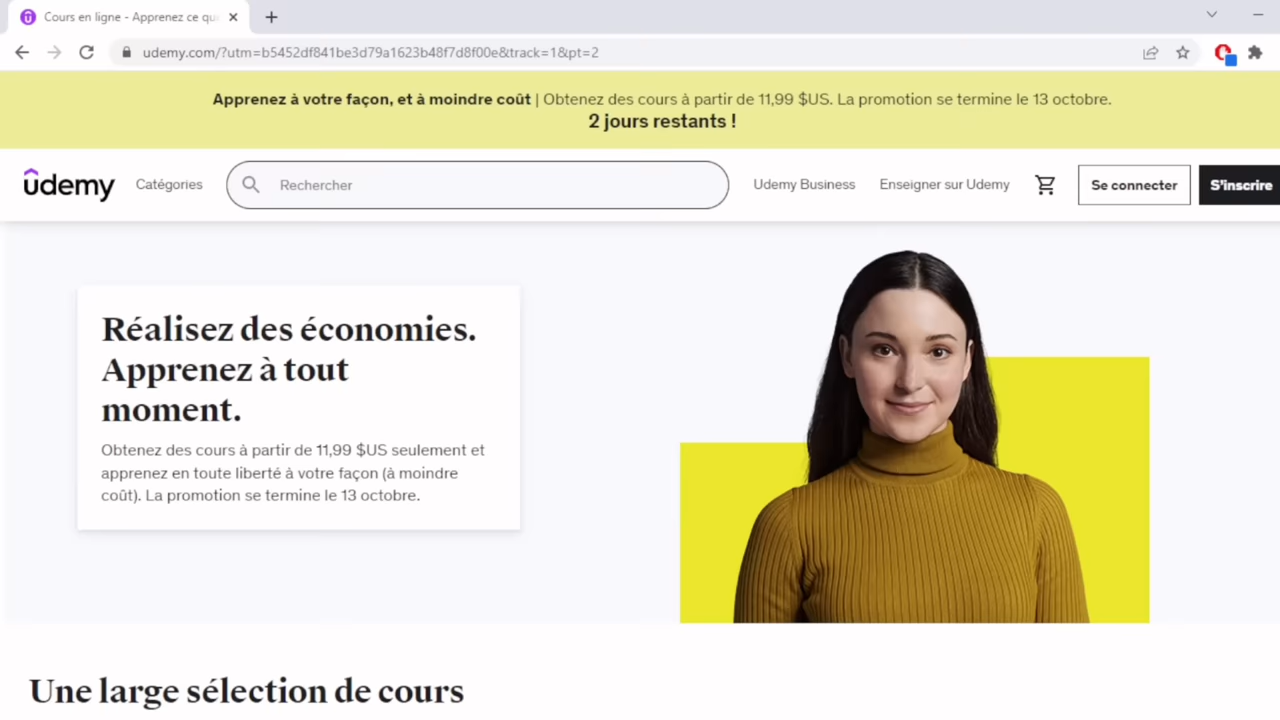 Cours en ligne - Apprenez ce qu
udemy.com/?utm=b5452df841be3d79a1623b48f7d8f00e&track=1&pt=2
Apprenez à votre façon, et à moindre coût | Obtenez des cours à partir de 11,99 $US. La promotion se termine le 13 octobre.
2 jours restants !
ûdemy
Catégories
Rechercher
Udemy Business
Enseigner sur Udemy
Se connecter
S'inscrire
Réalisez des économies.
Apprenez à tout
moment.
Obtenez des cours à partir de 11,99 $US seulement et
apprenez en toute liberté à votre façon (à moindre
coût). La promotion se termine le 13 octobre.
Une large sélection de cours